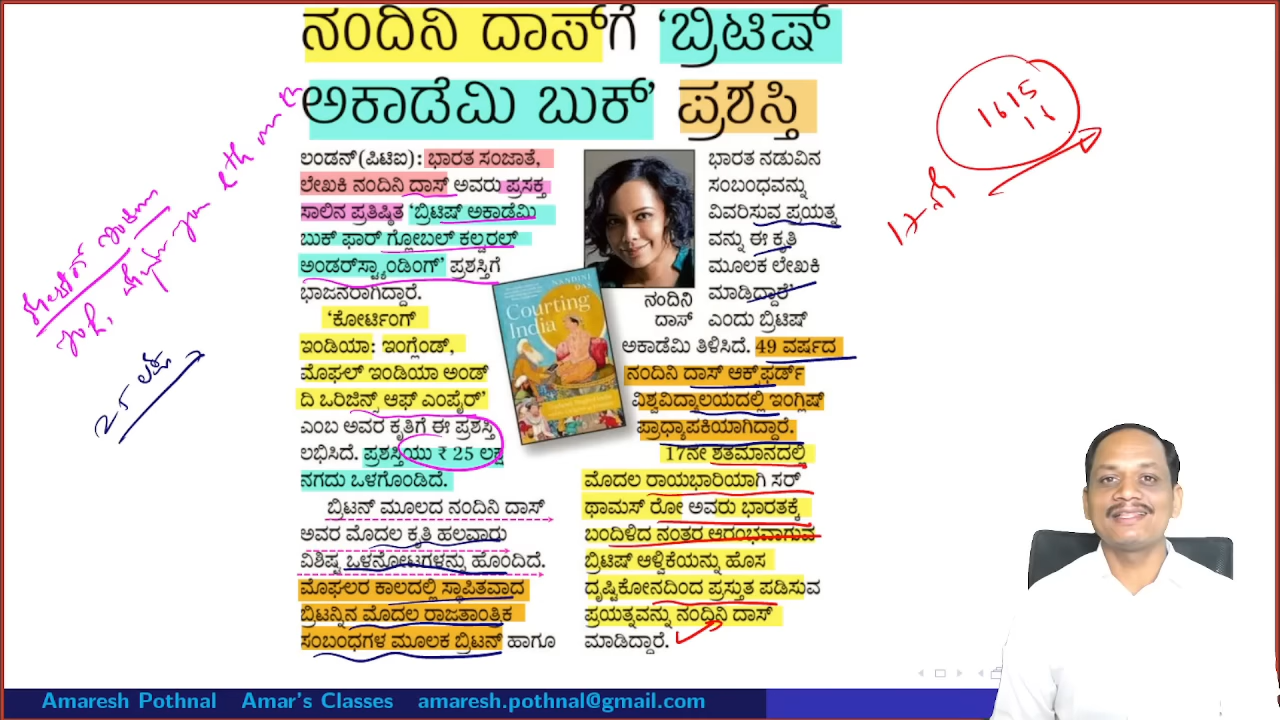 ನಂದಿನಿ ದಾಸ್‌ಗೆ ‘ಬ್ರಿಟಿಷ್
ಅಕಾಡೆಮಿ ಬುಕ್’ ಪ್ರಶಸ್ತಿ
ಲಂಡನ್ (ಪಿಟಿಐ): ಭಾರತ ಸಂಜಾತೆ,
ಲೇಖಕಿ ನಂದಿನಿ ದಾಸ್ ಅವರು ಪ್ರಸಕ್ತ
ಸಾಲಿನ ಪ್ರತಿಷ್ಠಿತ ‘ಬ್ರಿಟಿಷ್ ಅಕಾಡೆಮಿ
ಬುಕ್ ಫಾರ್ ಗ್ಲೋಬಲ್ ಕಲ್ಚರಲ್
ಅಂಡರ್‌ಸ್ಟ್ಯಾಂಡಿಂಗ್’ ಪ್ರಶಸ್ತಿಗೆ
ಭಾಜನರಾಗಿದ್ದಾರೆ.
‘ಕೋರ್ಟಿಂಗ್
ಇಂಡಿಯಾ: ಇಂಗ್ಲೆಂಡ್,
ಮೊಘಲ್ ಇಂಡಿಯಾ ಅಂಡ್
ದಿ ಒರಿಜಿನ್ಸ್ ಆಫ್ ಎಂಪೈರ್’
ಎಂಬ ಅವರ ಕೃತಿಗೆ ಈ ಪ್ರಶಸ್ತಿ
ಲಭಿಸಿದೆ. ಪ್ರಶಸ್ತಿಯು ₹ 25 ಲಕ್ಷ
ನಗದು ಒಳಗೊಂಡಿದೆ.
ಬ್ರಿಟನ್ ಮೂಲದ ನಂದಿನಿ ದಾಸ್
ಅವರ ಮೊದಲ ಕೃತಿ ಹಲವಾರು
ವಿಶಿಷ್ಟ ಒಳನೋಟಗಳನ್ನು ಹೊಂದಿದೆ.
ಮೊಘಲರ ಕಾಲದಲ್ಲಿ ಸ್ಥಾಪಿತವಾದ
ಬ್ರಿಟನ್ನಿನ ಮೊದಲ ರಾಜತಾಂತ್ರಿಕ
ಸಂಬಂಧಗಳ ಮೂಲಕ ಬ್ರಿಟನ್ ಹಾಗೂ
ಭಾರತ ನಡುವಿನ
ಸಂಬಂಧವನ್ನು
ವಿವರಿಸುವ ಪ್ರಯತ್ನ
ವನ್ನು ಈ ಕೃತಿ
ಮೂಲಕ ಲೇಖಕಿ
ಮಾಡಿದ್ದಾರೆ’
ಎಂದು ಬ್ರಿಟಿಷ್
ಅಕಾಡೆಮಿ ತಿಳಿಸಿದೆ. 49 ವರ್ಷದ
ನಂದಿನಿ ದಾಸ್ ಆಕ್ಸ್‌ಫರ್ಡ್
ವಿಶ್ವವಿದ್ಯಾಲಯದಲ್ಲಿ ಇಂಗ್ಲಿಷ್
ಪ್ರಾಧ್ಯಾಪಕಿಯಾಗಿದ್ದಾರೆ.
17ನೇ ಶತಮಾನದಲ್ಲಿ
ಮೊದಲ ರಾಯಭಾರಿಯಾಗಿ ಸರ್
ಥಾಮಸ್ ರೋ ಅವರು ಭಾರತಕ್ಕೆ
ಬಂದಿಳಿದ ನಂತರ ಆರಂಭವಾಗುವ
ಬ್ರಿಟಿಷ್ ಆಳ್ವಿಕೆಯನ್ನು ಹೊಸ
ದೃಷ್ಟಿಕೋನದಿಂದ ಪ್ರಸ್ತುತ ಪಡಿಸುವ
ಪ್ರಯತ್ನವನ್ನು ನಂದಿನಿ ದಾಸ್
ಮಾಡಿದ್ದಾರೆ.
ನಂದಿನಿ
ದಾಸ್
NANDINI
DAS
Courting
India
25 ಲಕ್ಷ
1615
16
17ನೇ
Amaresh Pothnal Amar's Classes amaresh.pothnal@gmail.com